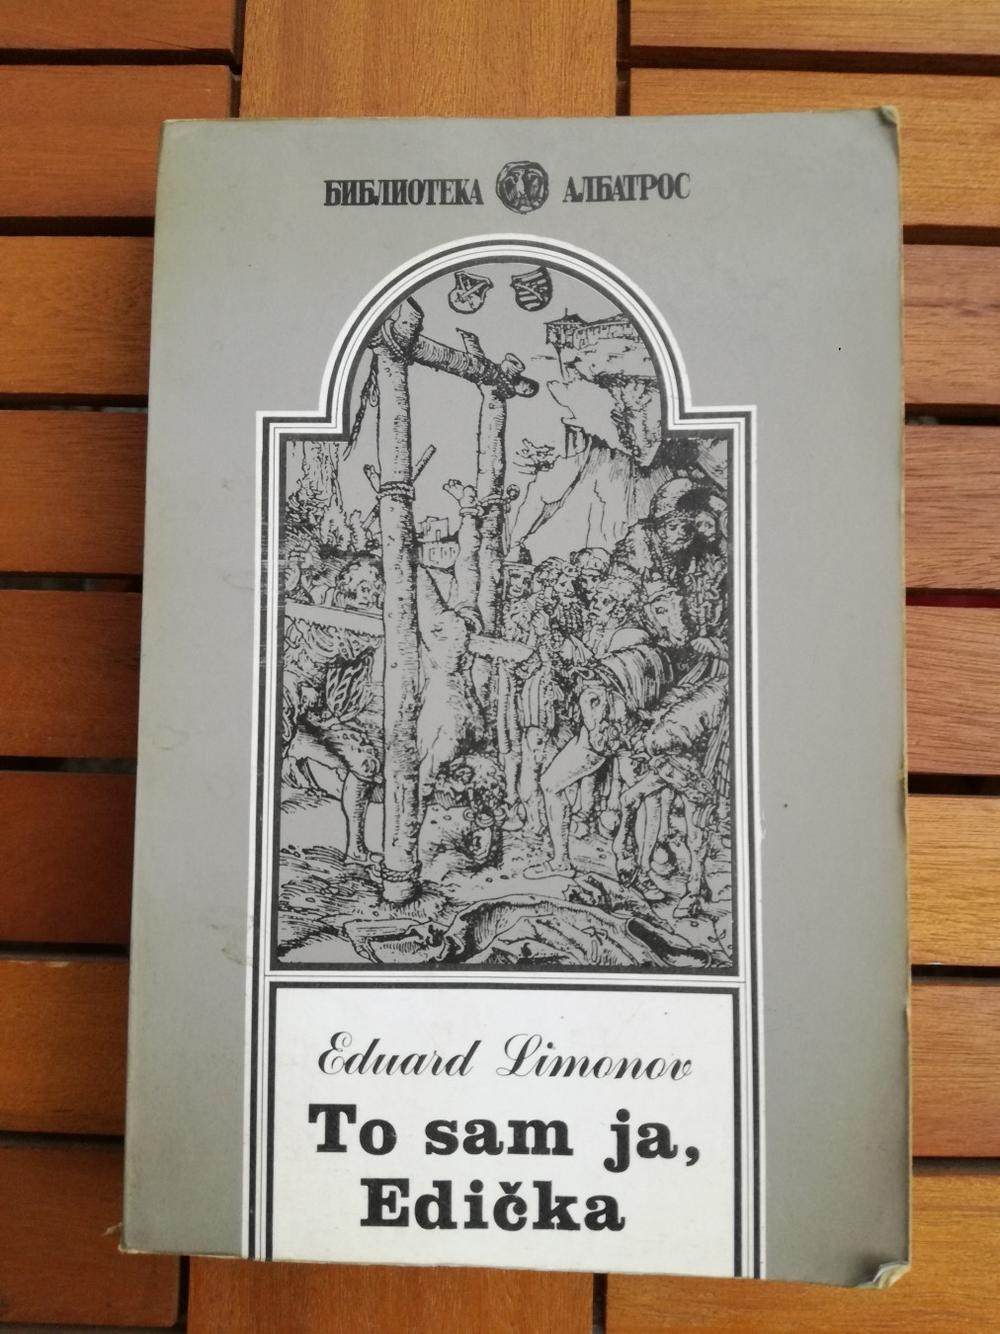 БИБЛИОТЕКА АЛБАТРОС
Eduard Limonov
To sam ja,
Edička